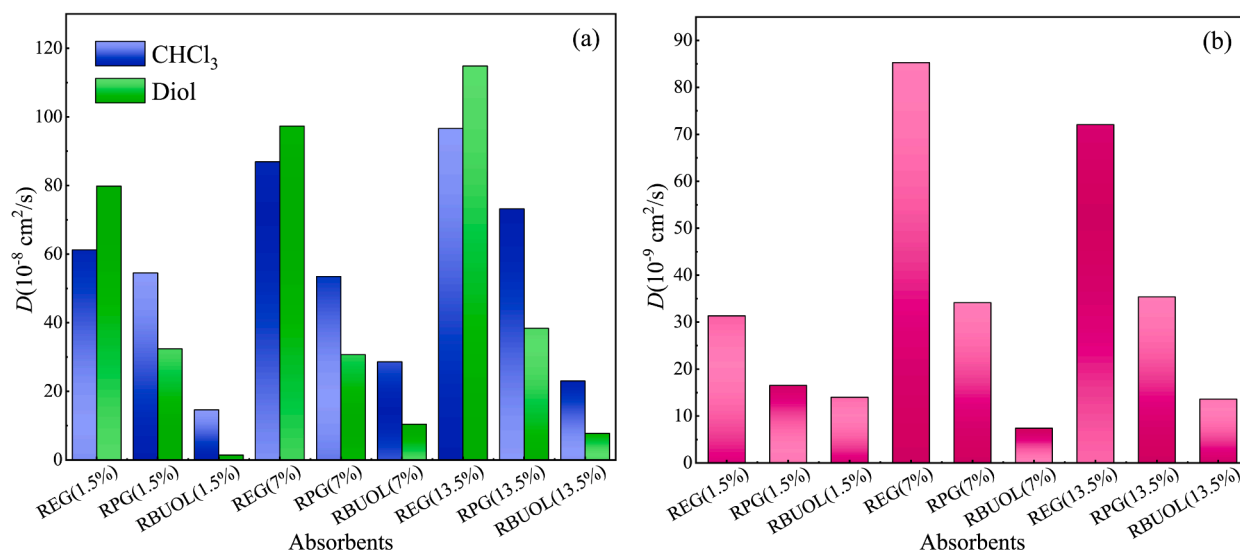 (a)
CHCl₃
Diol
D(10⁻⁸ cm²/s)
120
100
80
60
40
20
0
REG(1.5%)
RPG(1.5%)
RBUOL(1.5%)
REG(7%)
RPG(7%)
RBUOL(7%)
REG(13.5%)
RPG(13.5%)
RBUOL(13.5%)
Absorbents
(b)
D(10⁻⁹ cm²/s)
90
80
70
60
50
40
30
20
10
0
REG(1.5%)
RPG(1.5%)
RBUOL(1.5%)
REG(7%)
RPG(7%)
RBUOL(7%)
REG(13.5%)
RPG(13.5%)
RBUOL(13.5%)
Absorbents